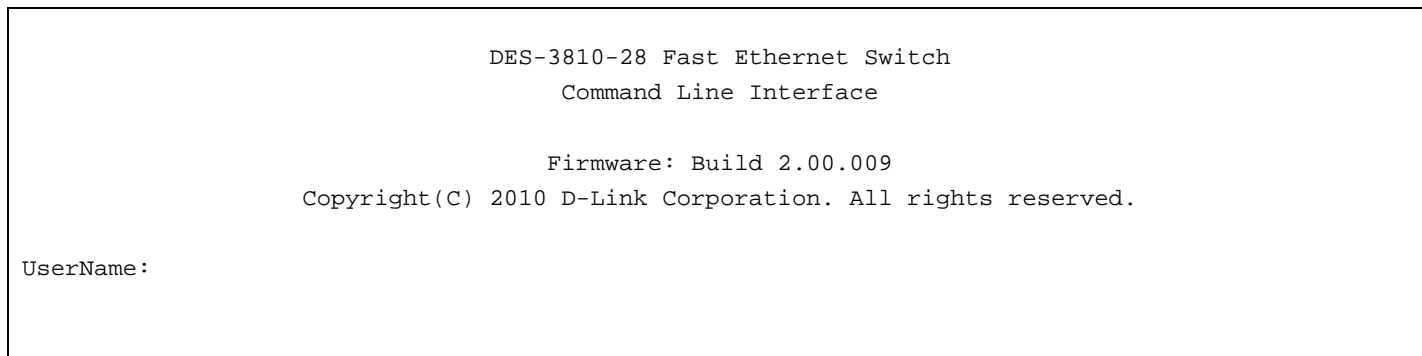 DES-3810-28 Fast Ethernet Switch
Command Line Interface
Firmware: Build 2.00.009
Copyright(C) 2010 D-Link Corporation. All rights reserved.
UserName: